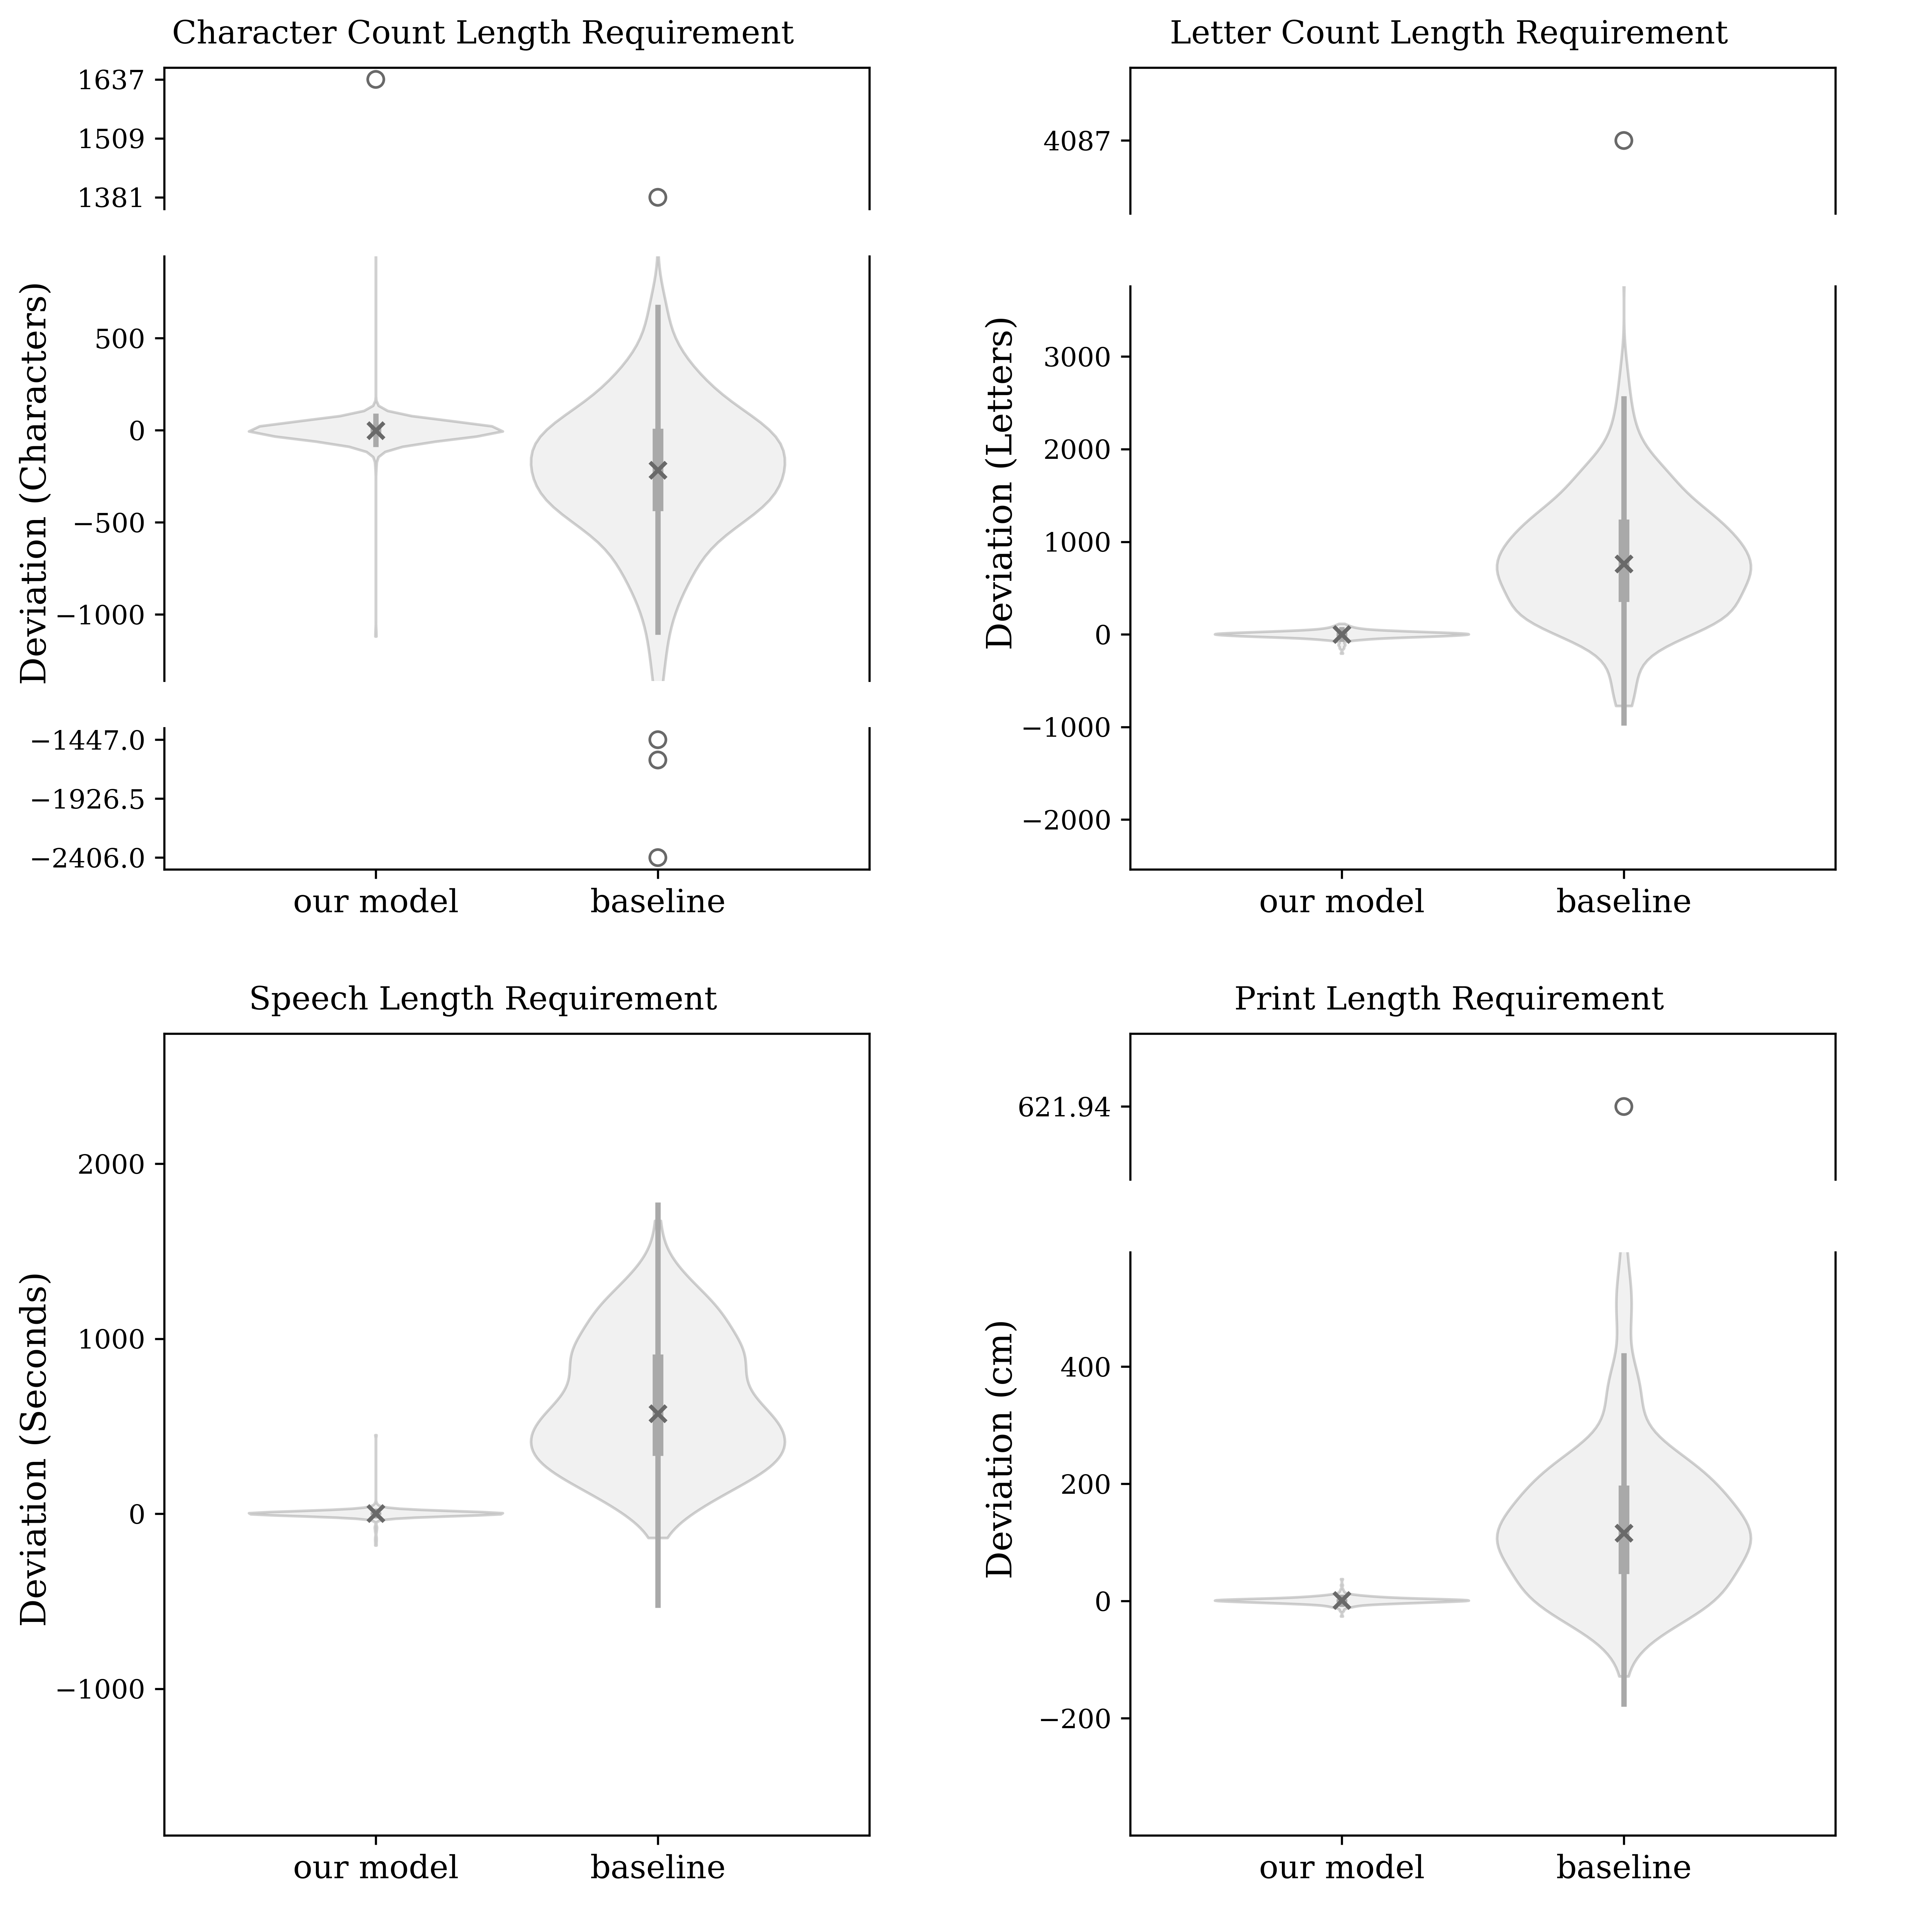 Character Count Length Requirement
1637
1509
1381
500
0
−500
−1000
−1447.0
−1926.5
−2406.0
Deviation (Characters)
our model
baseline
Letter Count Length Requirement
4087
3000
2000
1000
0
−1000
−2000
Deviation (Letters)
our model
baseline
Speech Length Requirement
2000
1000
0
−1000
Deviation (Seconds)
our model
baseline
Print Length Requirement
621.94
400
200
0
−200
Deviation (cm)
our model
baseline